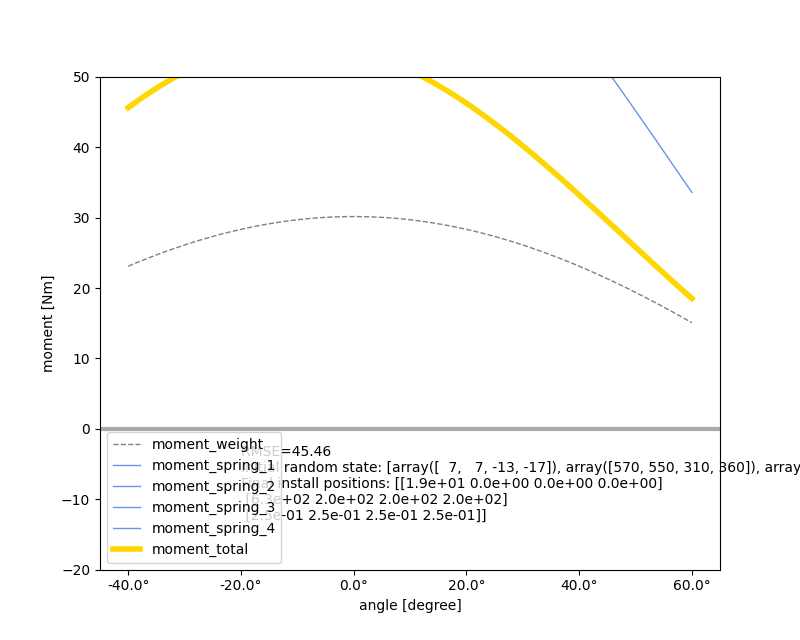 50
40
30
20
10
0
−10
−20
moment [Nm]
-40.0°
-20.0°
0.0°
20.0°
40.0°
60.0°
angle [degree]
moment_weight
moment_spring_1
moment_spring_2
moment_spring_3
moment_spring_4
moment_total
RMSE=45.46
random state: [array([ 7, 7, -13, -17]), array([570, 550, 310, 360]), array
install positions: [[1.9e+01 0.0e+00 0.0e+00 0.0e+00]
e+02 2.0e+02 2.0e+02 2.0e+02]
e-01 2.5e-01 2.5e-01 2.5e-01]]